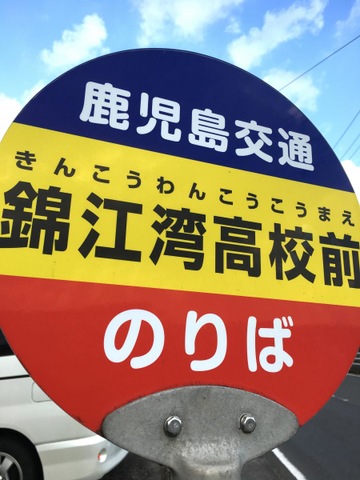 鹿児島交通
きんこうわんこうこうまえ
錦江湾高校前
のりば